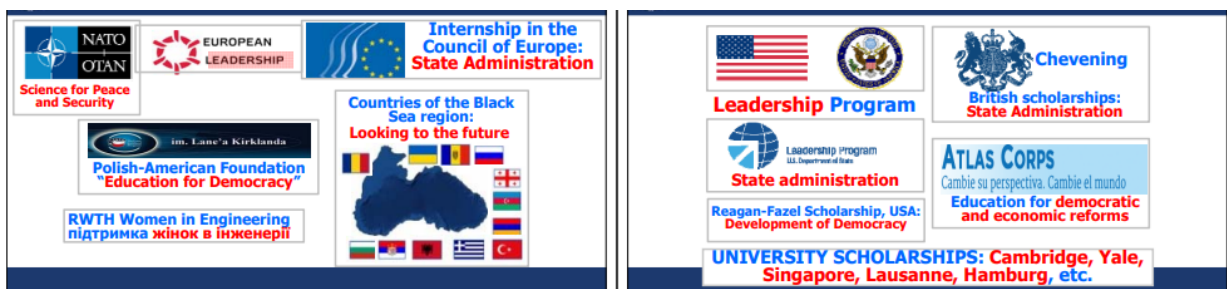 NATO
OTAN
Science for Peace
and Security
EUROPEAN
LEADERSHIP
Internship in the
Council of Europe:
State Administration
im. Lane'a Kirklanda
Polish-American Foundation
"Education for Democracy"
Countries of the Black
Sea region:
Looking to the future
RWTH Women in Engineering
підтримка жінок в інженерії
Leadership Program
Chevening
British scholarships:
State Administration
Leadership Program
U.S. Department of State
State administration
ATLAS CORPS
Cambie su perspectiva. Cambie el mundo
Education for democratic
and economic reforms
Reagan-Fazel Scholarship, USA:
Development of Democracy
UNIVERSITY SCHOLARSHIPS: Cambridge, Yale,
Singapore, Lausanne, Hamburg, etc.